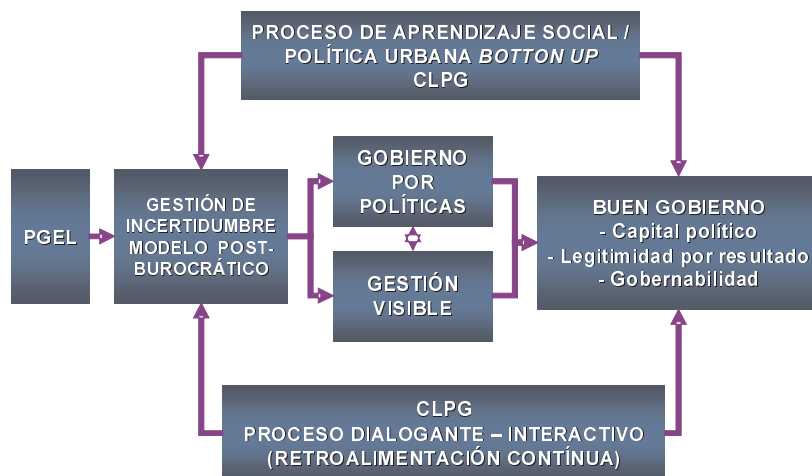 PROCESO DE APRENDIZAJE SOCIAL /
POLÍTICA URBANA BOTTON UP
CLPG
PGEL
GESTIÓN DE
INCERTIDUMBRE
MODELO POST-
BUROCRÁTICO
GOBIERNO
POR
POLÍTICAS
GESTIÓN
VISIBLE
BUEN GOBIERNO
- Capital político
- Legitimidad por resultado
- Gobernabilidad
CLPG
PROCESO DIALOGANTE – INTERACTIVO
(RETROALIMENTACIÓN CONTÍNUA)